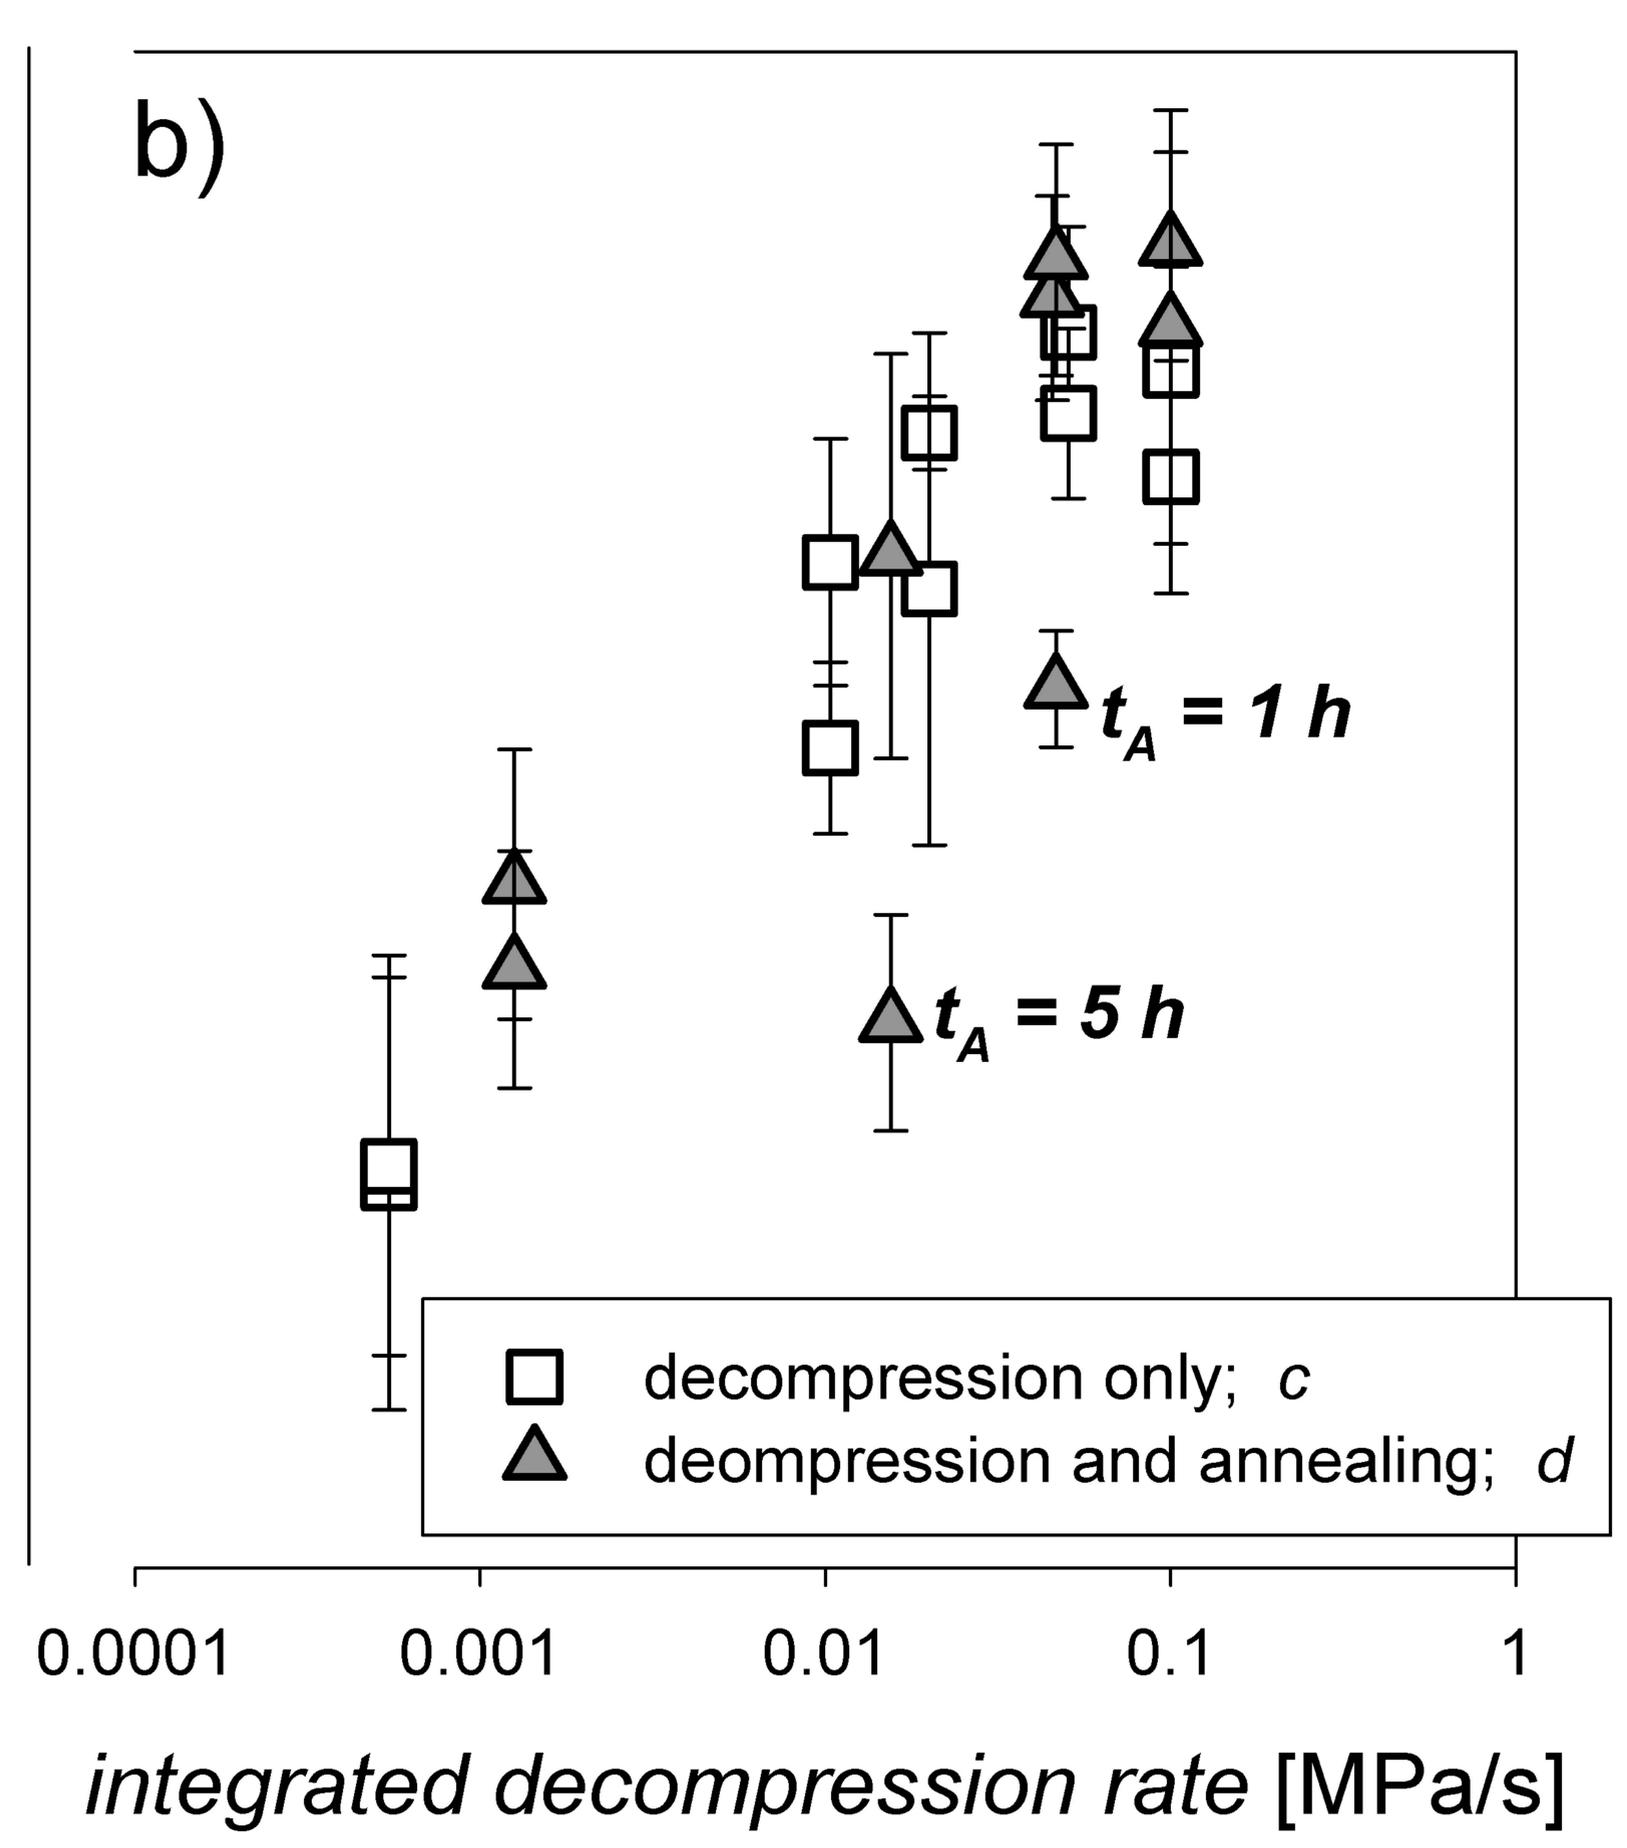 b)
t_A = 1 h
t_A = 5 h
decompression only; c
deompression and annealing; d
0.0001 0.001 0.01 0.1 1
integrated decompression rate [MPa/s]